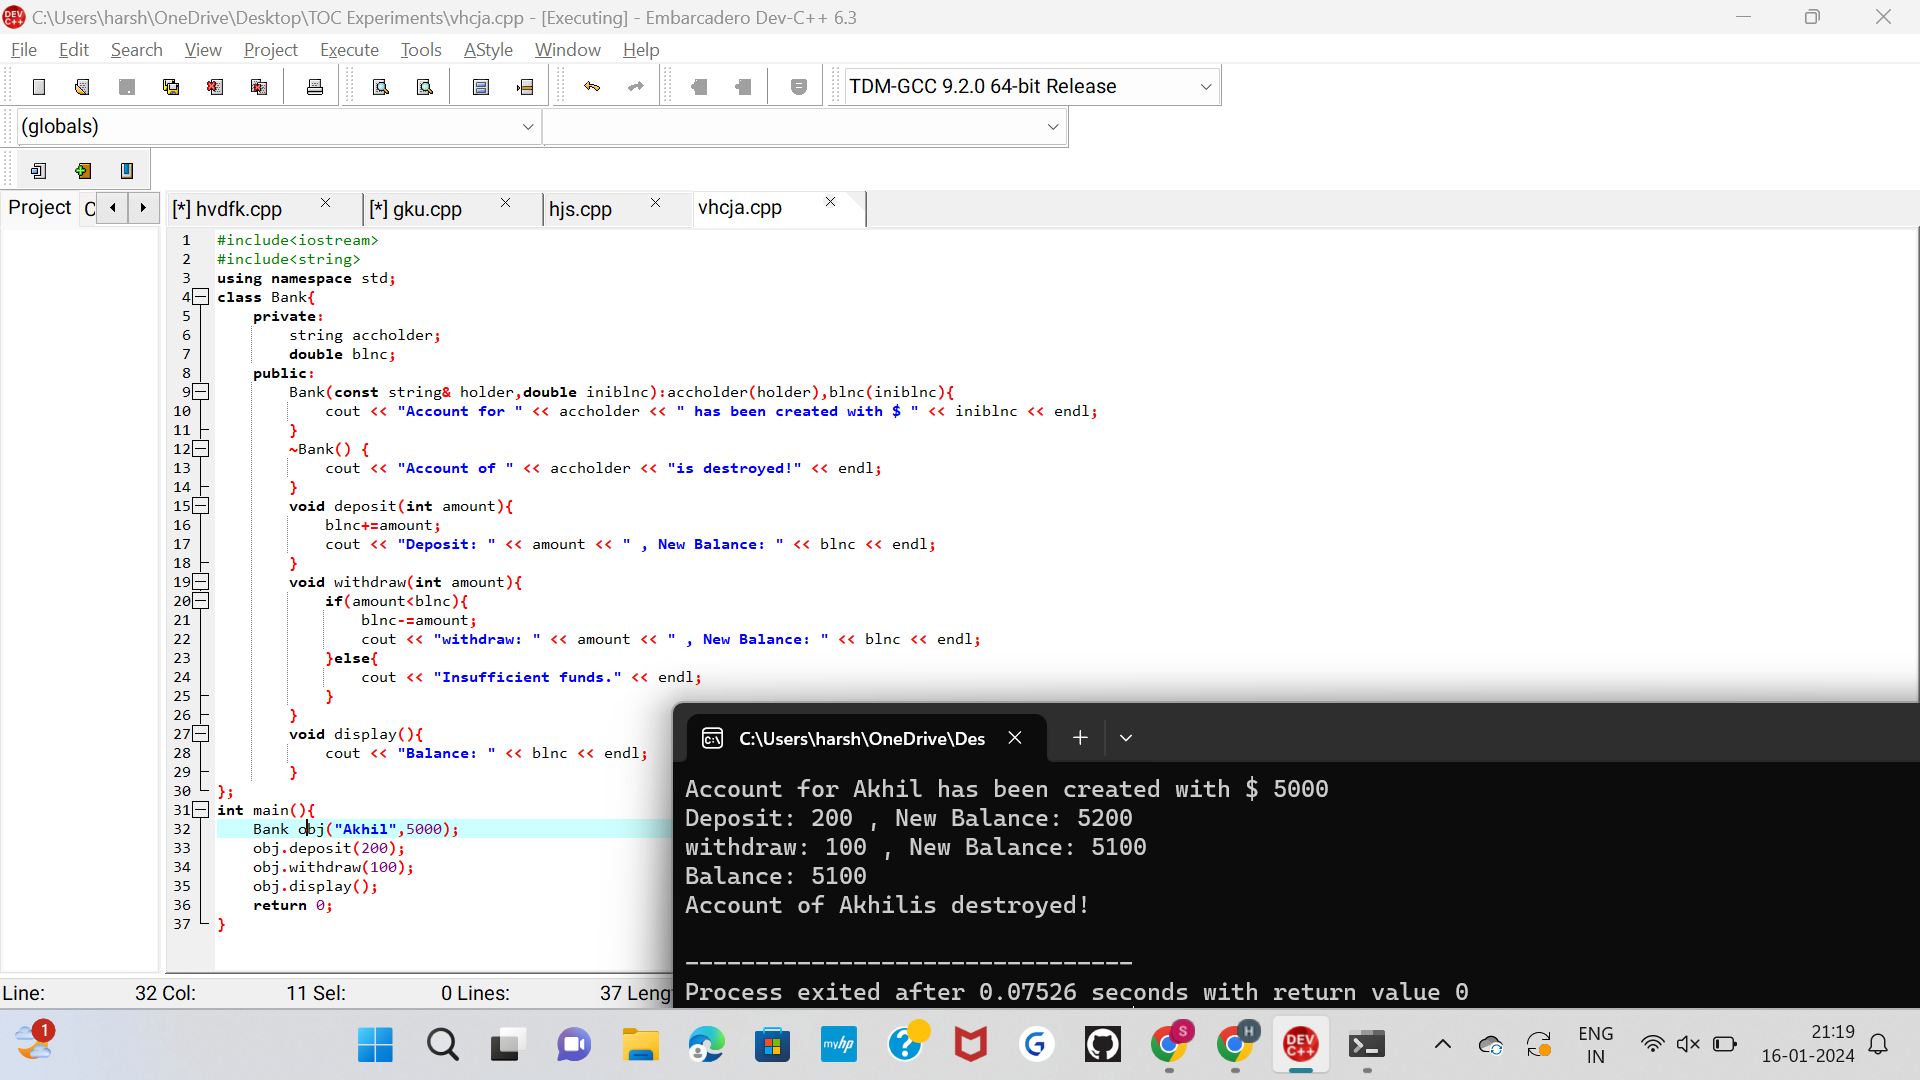 C:\Users\harsh\OneDrive\Desktop\TOC Experiments\vhcja.cpp - [Executing] - Embarcadero Dev-C++ 6.3
File Edit Search View Project Execute Tools AStyle Window Help
TDM-GCC 9.2.0 64-bit Release
(globals)
Project C [*] hvdfk.cpp [*] gku.cpp hjs.cpp vhcja.cpp
1 #include<iostream>
2 #include<string>
3 using namespace std;
4 class Bank{
5 private:
6 string accholder;
7 double blnc;
8 public:
9 Bank(const string& holder,double iniblnc):accholder(holder),blnc(iniblnc){
10 cout << "Account for " << accholder << " has been created with $ " << iniblnc << endl;
11 }
12 ~Bank() {
13 cout << "Account of " << accholder << "is destroyed!" << endl;
14 }
15 void deposit(int amount){
16 blnc+=amount;
17 cout << "Deposit: " << amount << " , New Balance: " << blnc << endl;
18 }
19 void withdraw(int amount){
20 if(amount<blnc){
21 blnc-=amount;
22 cout << "withdraw: " << amount << " , New Balance: " << blnc << endl;
23 }else{
24 cout << "Insufficient funds." << endl;
25 }
26 }
27 void display(){
28 cout << "Balance: " << blnc << endl;
29 }
30 };
31 int main(){
32 Bank obj("Akhil",5000);
33 obj.deposit(200);
34 obj.withdraw(100);
35 obj.display();
36 return 0;
37 }
C:\Users\harsh\OneDrive\Des
Account for Akhil has been created with $ 5000
Deposit: 200 , New Balance: 5200
withdraw: 100 , New Balance: 5100
Balance: 5100
Account of Akhilis destroyed!
--------------------------------
Process exited after 0.07526 seconds with return value 0
Line: 32 Col: 11 Sel: 0 Lines: 37 Leng
1
myhp
S
H
DEV C++
ENG
IN
21:19
16-01-2024